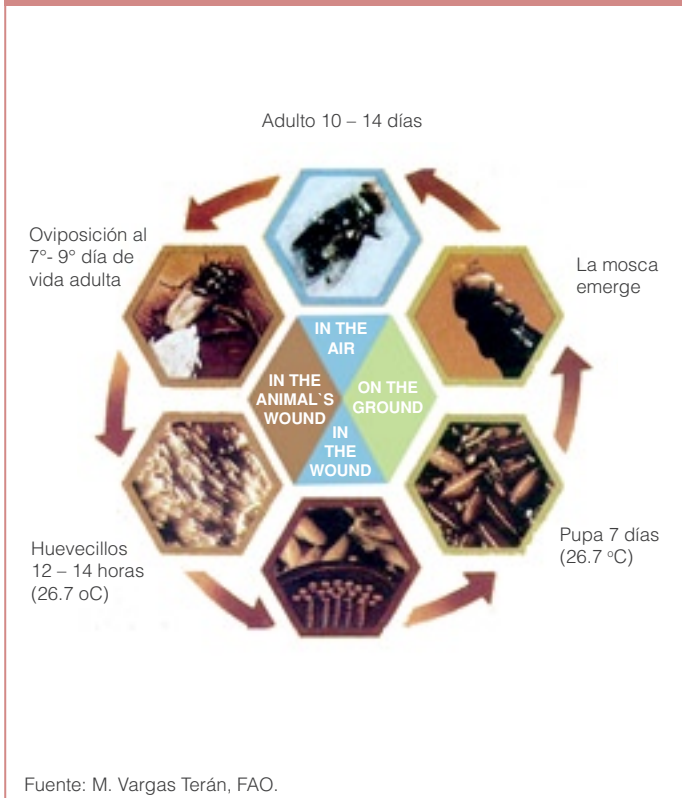 Adulto 10 – 14 días
Oviposición al
7°- 9° día de
vida adulta
La mosca
emerge
IN THE
AIR
IN THE
ANIMAL`S
WOUND
ON THE
GROUND
IN
THE
WOUND
Huevecillos
12 – 14 horas
(26.7 oC)
Pupa 7 días
(26.7 °C)
Fuente: M. Vargas Terán, FAO.